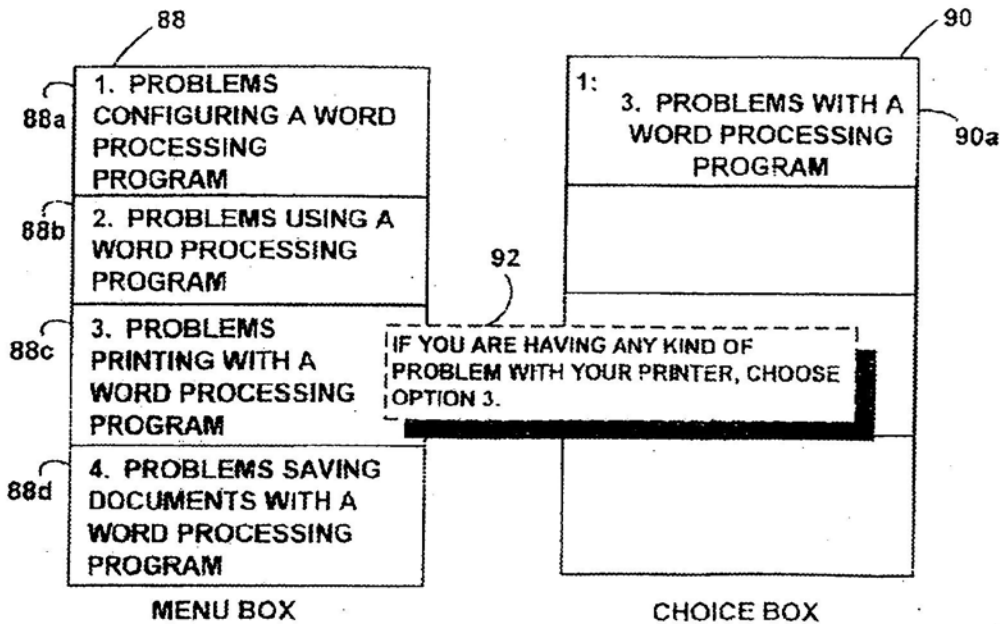 88
88a
1. PROBLEMS
CONFIGURING A WORD
PROCESSING
PROGRAM
88b
2. PROBLEMS USING A
WORD PROCESSING
PROGRAM
88c
3. PROBLEMS
PRINTING WITH A
WORD PROCESSING
PROGRAM
88d
4. PROBLEMS SAVING
DOCUMENTS WITH A
WORD PROCESSING
PROGRAM
MENU BOX
92
IF YOU ARE HAVING ANY KIND OF
PROBLEM WITH YOUR PRINTER, CHOOSE
OPTION 3.
90
1:
3. PROBLEMS WITH A
WORD PROCESSING
PROGRAM
90a
CHOICE BOX